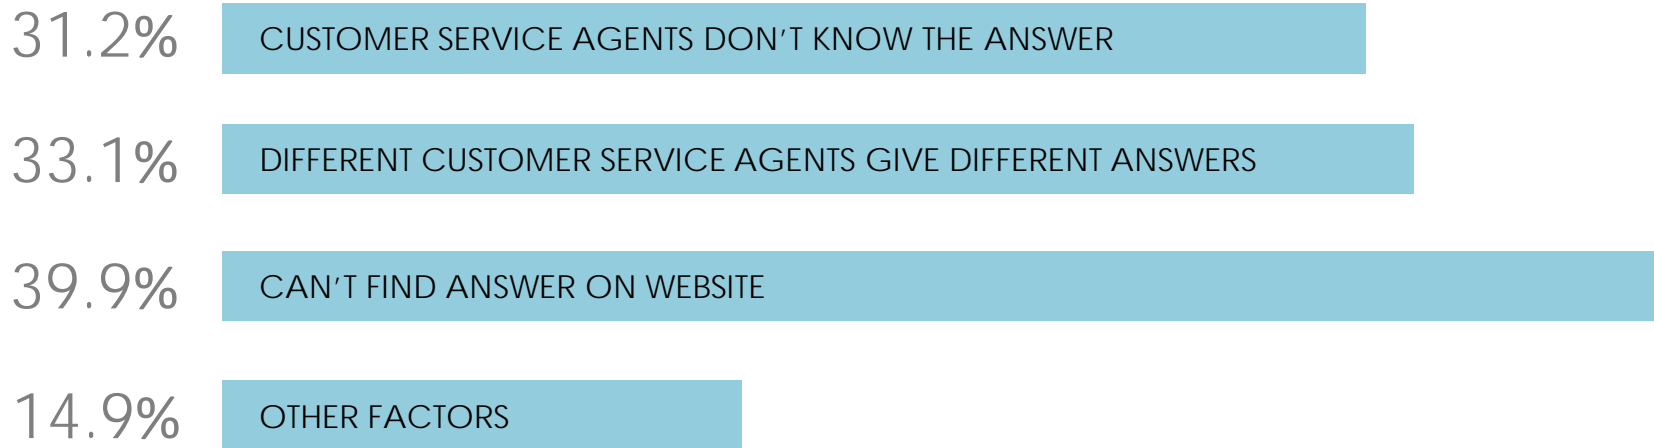 31.2% CUSTOMER SERVICE AGENTS DON'T KNOW THE ANSWER
33.1% DIFFERENT CUSTOMER SERVICE AGENTS GIVE DIFFERENT ANSWERS
39.9% CAN'T FIND ANSWER ON WEBSITE
14.9% OTHER FACTORS